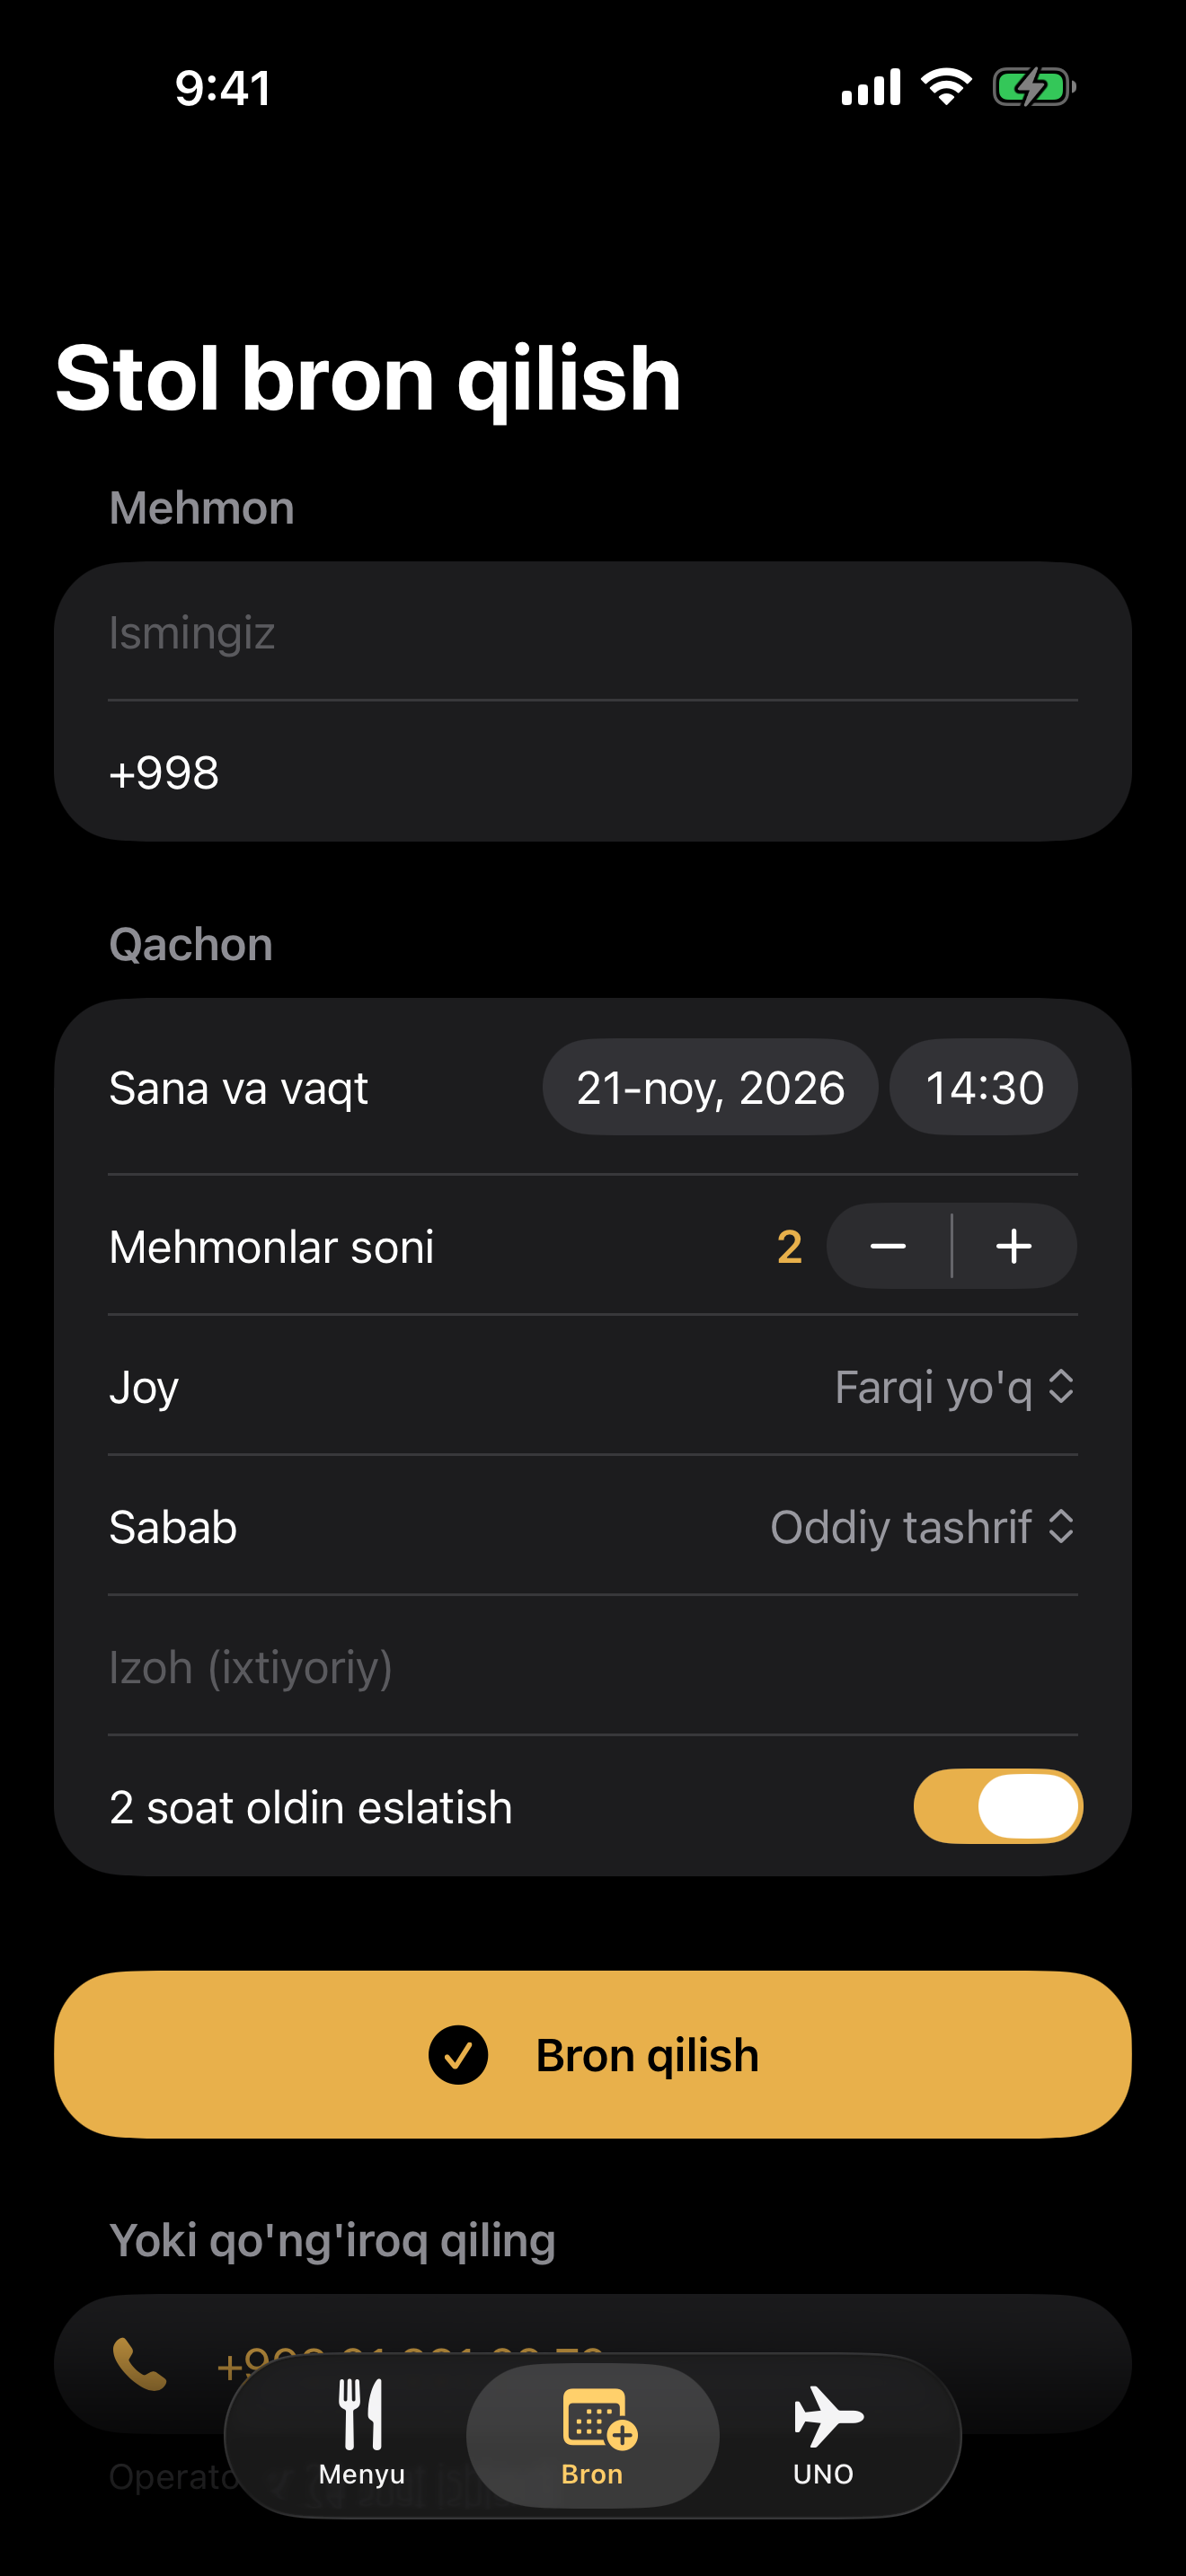 9:41
Stol bron qilish
Mehmon
Ismingiz
+998
Qachon
Sana va vaqt 21-noy, 2026 14:30
Mehmonlar soni 2
Joy Farqi yo'q
Sabab Oddiy tashrif
Izoh (ixtiyoriy)
2 soat oldin eslatish
Bron qilish
Yoki qo'ng'iroq qiling
Menyu Bron UNO